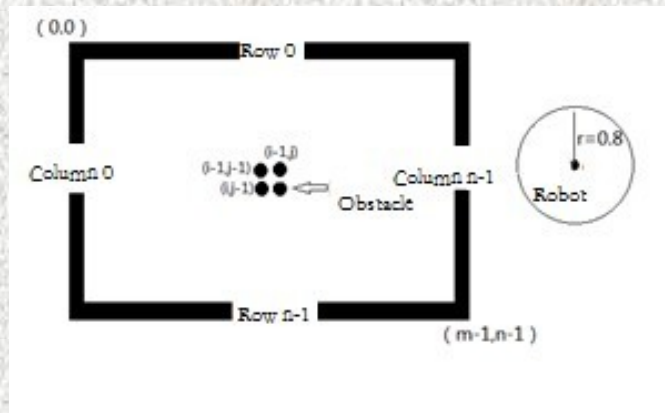 (0.0)
Row 0
(i-1,j)
(i-1,j-1)
(i,j-1)
Column 0
Column n-1
Obstacle
r=0.8
Robot
Row n-1
(m-1,n-1)